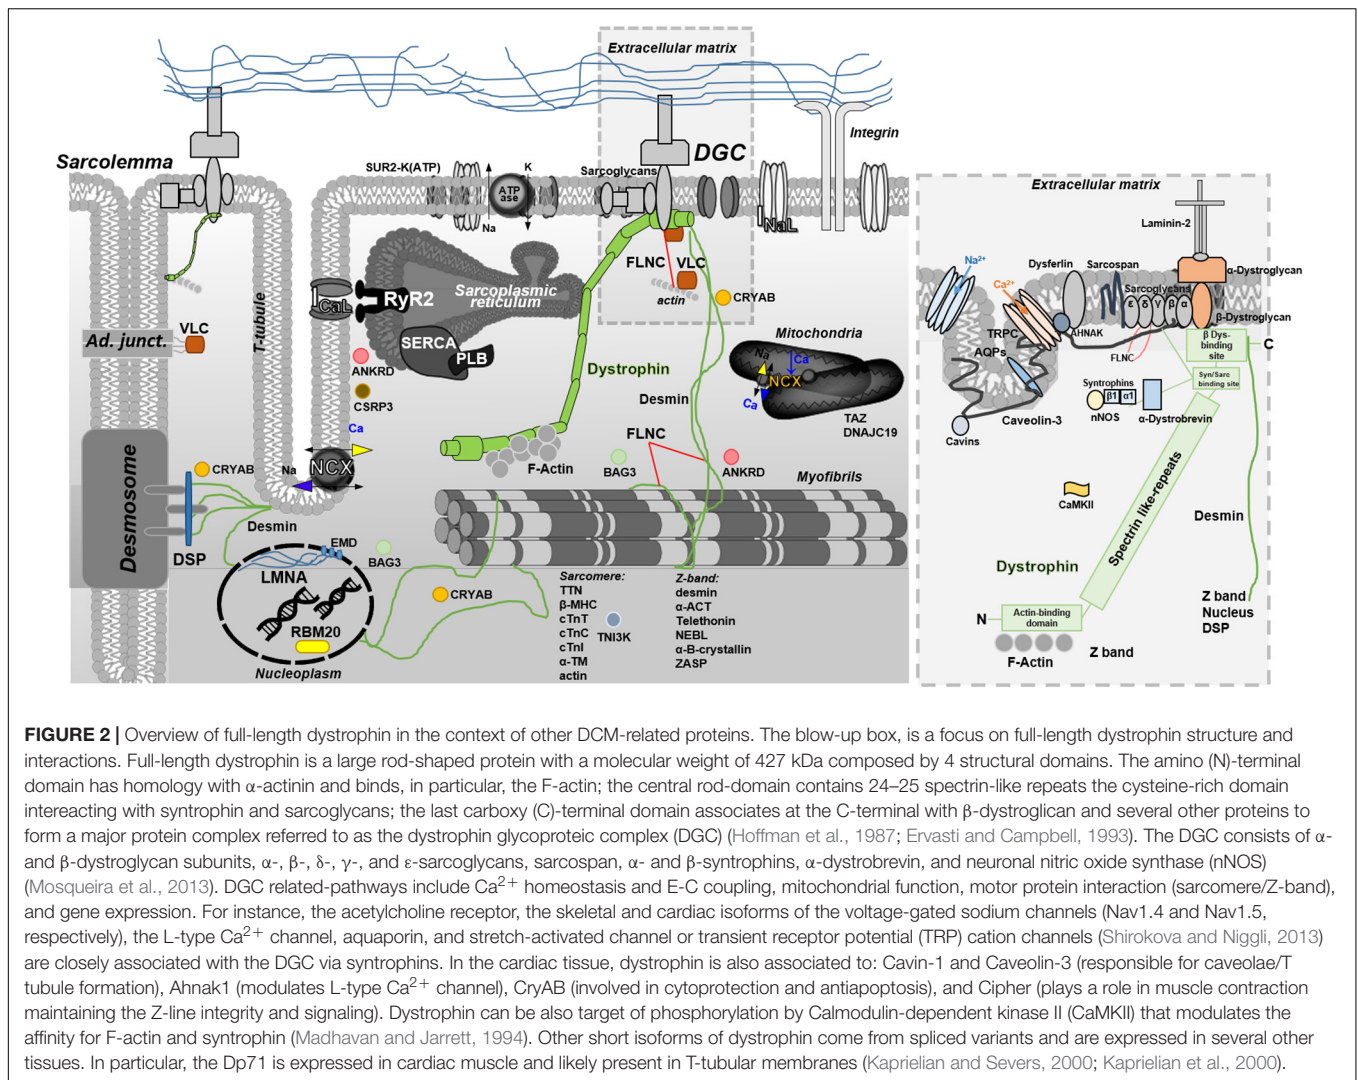 Extracellular matrix
Integrin
DGC
Sarcolemma
SUR2-K(ATP)
K
Sarcoglycans
ATP
ase
Na
NaL
FLNC
VLC
actin
CRYAB
T-tubule
CaL
RyR2
Sarcoplasmic
reticulum
SERCA
PLB
VLC
Ad. junct.
ANKRD
CSRP3
Dystrophin
Desmin
Mitochondria
Na
Ca
NCX
Ca
TAZ
DNAJC19
Ca
Na
NCX
FLNC
F-Actin
BAG3
ANKRD
Myofibrils
Desmosome
CRYAB
DSP
Desmin
EMD
LMNA
BAG3
RBM20
Nucleoplasm
CRYAB
Sarcomere:
TTN
β-MHC
cTnT
cTnC
cTnI
α-TM
actin
TNI3K
Z-band:
desmin
α-ACT
Telethonin
NEBL
α-B-crystallin
ZASP
Extracellular matrix
Laminin-2
Na2+
Dysferlin
Sarcospan
α-Dystroglycan
Ca2+
Sarcoglycans
ε δ γ β α
β-Dystroglycan
TRPC
AHNAK
AQPs
FLNC
β Dys-
binding
site
C
Syn/Sarc
binding site
Syntrophins
β1 α1
nNOS
α-Dystrobrevin
Caveolin-3
Cavins
CaMKII
Spectrin like-repeats
Desmin
Dystrophin
Z band
Nucleus
DSP
N
Actin-binding
domain
F-Actin
Z band
FIGURE 2 | Overview of full-length dystrophin in the context of other DCM-related proteins. The blow-up box, is a focus on full-length dystrophin structure and
interactions. Full-length dystrophin is a large rod-shaped protein with a molecular weight of 427 kDa composed by 4 structural domains. The amino (N)-terminal
domain has homology with α-actinin and binds, in particular, the F-actin; the central rod-domain contains 24–25 spectrin-like repeats the cysteine-rich domain
intereacting with syntrophin and sarcoglycans; the last carboxy (C)-terminal domain associates at the C-terminal with β-dystroglican and several other proteins to
form a major protein complex referred to as the dystrophin glycoproteic complex (DGC) (Hoffman et al., 1987; Ervasti and Campbell, 1993). The DGC consists of α-
and β-dystroglycan subunits, α-, β-, δ-, γ-, and ε-sarcoglycans, sarcospan, α- and β-syntrophins, α-dystrobrevin, and neuronal nitric oxide synthase (nNOS)
(Mosqueira et al., 2013). DGC related-pathways include Ca2+ homeostasis and E-C coupling, mitochondrial function, motor protein interaction (sarcomere/Z-band),
and gene expression. For instance, the acetylcholine receptor, the skeletal and cardiac isoforms of the voltage-gated sodium channels (Nav1.4 and Nav1.5,
respectively), the L-type Ca2+ channel, aquaporin, and stretch-activated channel or transient receptor potential (TRP) cation channels (Shirokova and Niggli, 2013)
are closely associated with the DGC via syntrophins. In the cardiac tissue, dystrophin is also associated to: Cavin-1 and Caveolin-3 (responsible for caveolae/T
tubule formation), Ahnak1 (modulates L-type Ca2+ channel), CryAB (involved in cytoprotection and antiapoptosis), and Cipher (plays a role in muscle contraction
maintaining the Z-line integrity and signaling). Dystrophin can be also target of phosphorylation by Calmodulin-dependent kinase II (CaMKII) that modulates the
affinity for F-actin and syntrophin (Madhavan and Jarrett, 1994). Other short isoforms of dystrophin come from spliced variants and are expressed in several other
tissues. In particular, the Dp71 is expressed in cardiac muscle and likely present in T-tubular membranes (Kaprielian and Severs, 2000; Kaprielian et al., 2000).